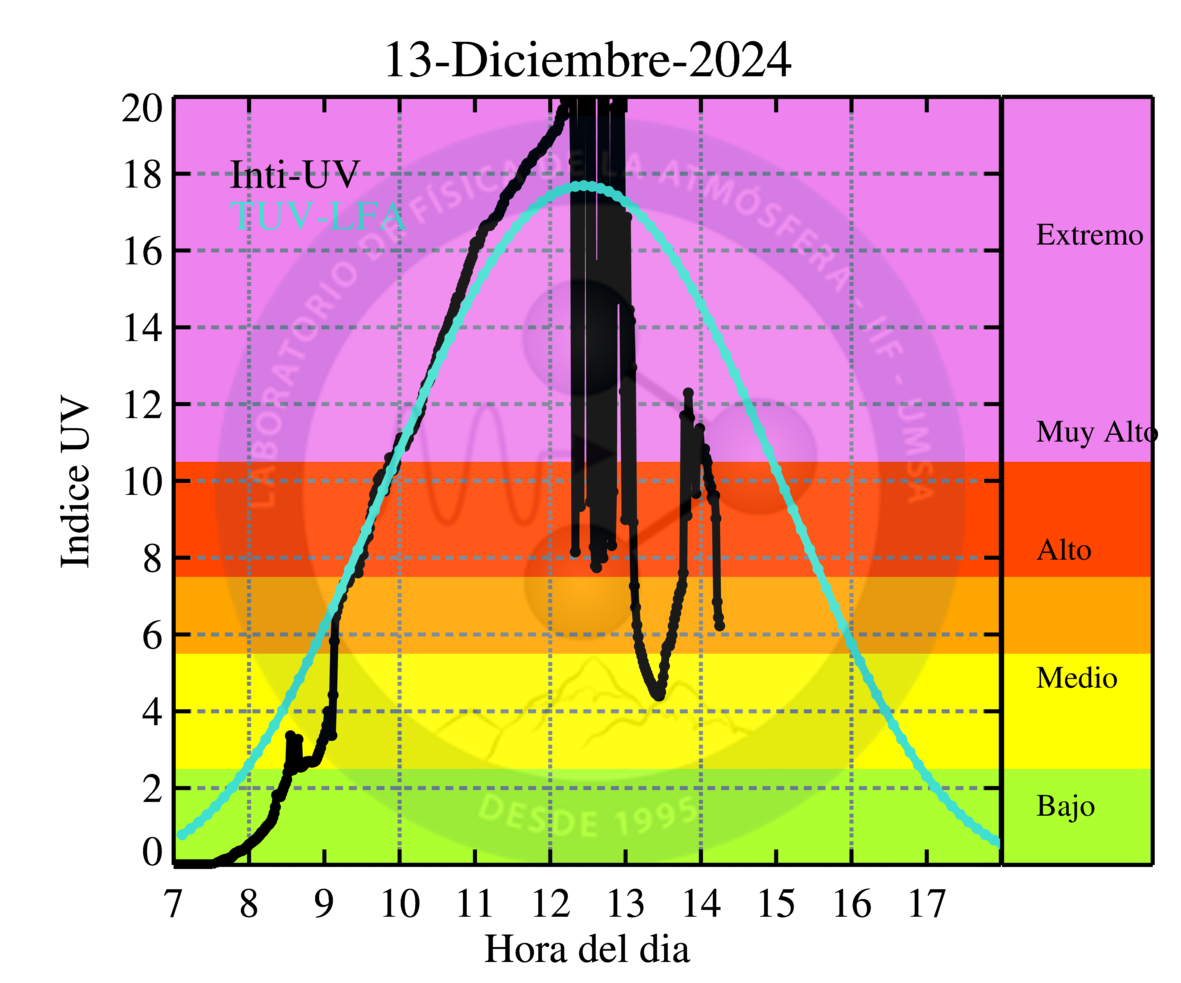 13-Diciembre-2024
Indice UV
20
18
16
14
12
10
8
6
4
2
0
Inti-UV
TUV-LFA
LABORATORIO DE FÍSICA DE LA ATMÓSFERA - IIF - UMSA
DESDE 1995
Extremo
Muy Alto
Alto
Medio
Bajo
7 8 9 10 11 12 13 14 15 16 17
Hora del dia